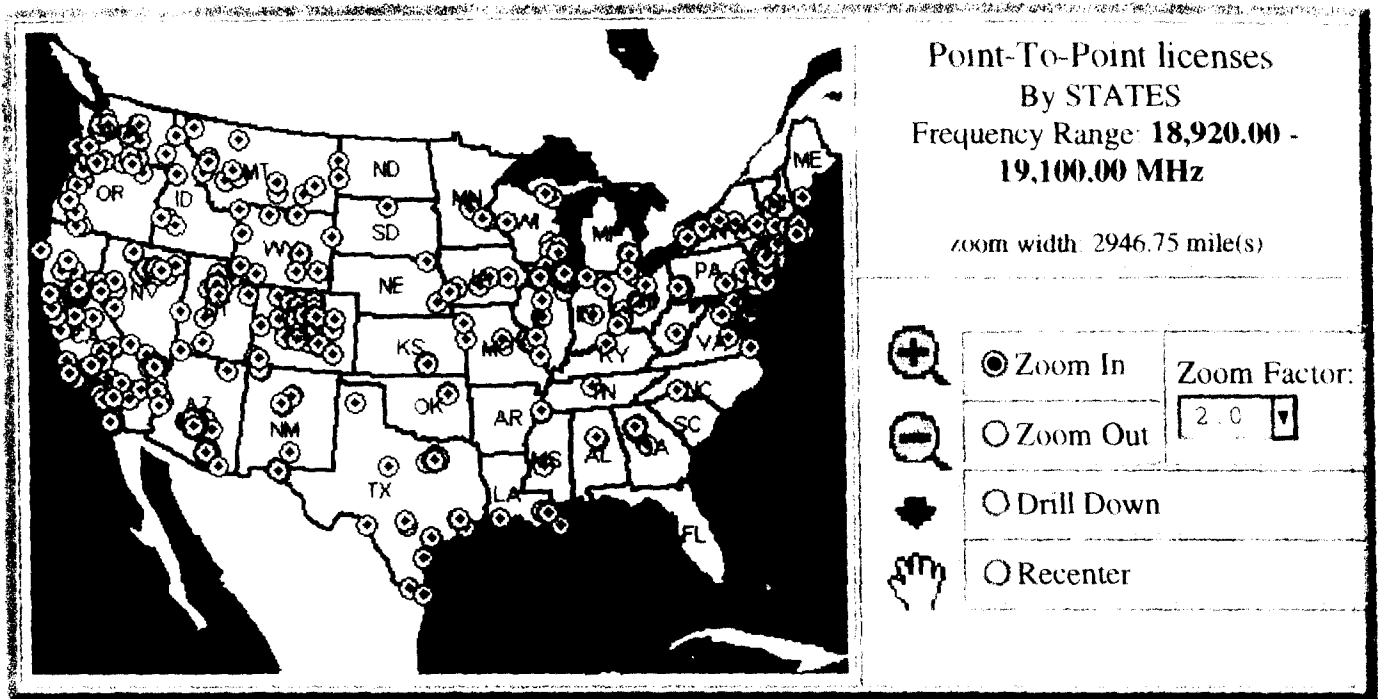 Point-To-Point licenses
By STATES
Frequency Range: 18,920.00 -
19,100.00 MHz
zoom width: 2946.75 mile(s)
Zoom In
Zoom Factor:
2.0
Zoom Out
Drill Down
Recenter
ME
MT
ND
OR
ID
MN
SD
WI
MI
WY
PA
NE
NV
KS
MO
KY
VA
AZ
NM
OK
AR
TN
NC
SC
MS
AL
GA
TX
LA
FL